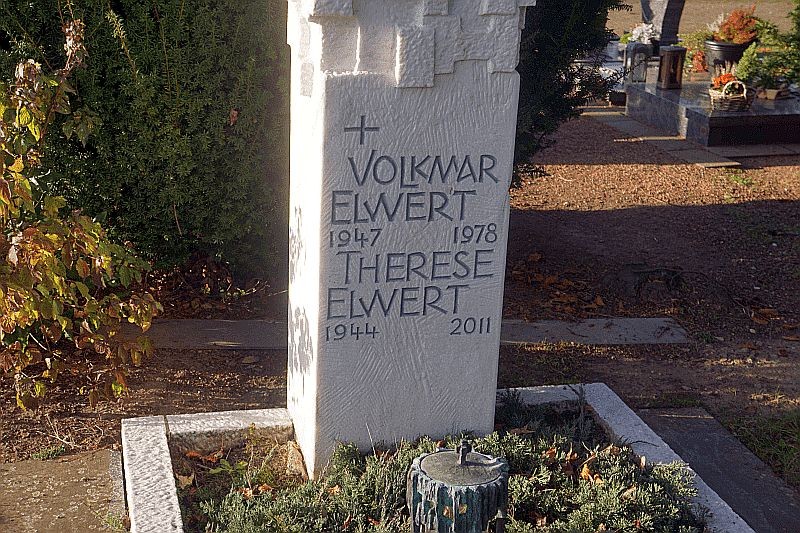 VOLKMAR
ELWERT
1947 1978
THERESE
ELWERT
1944 2011